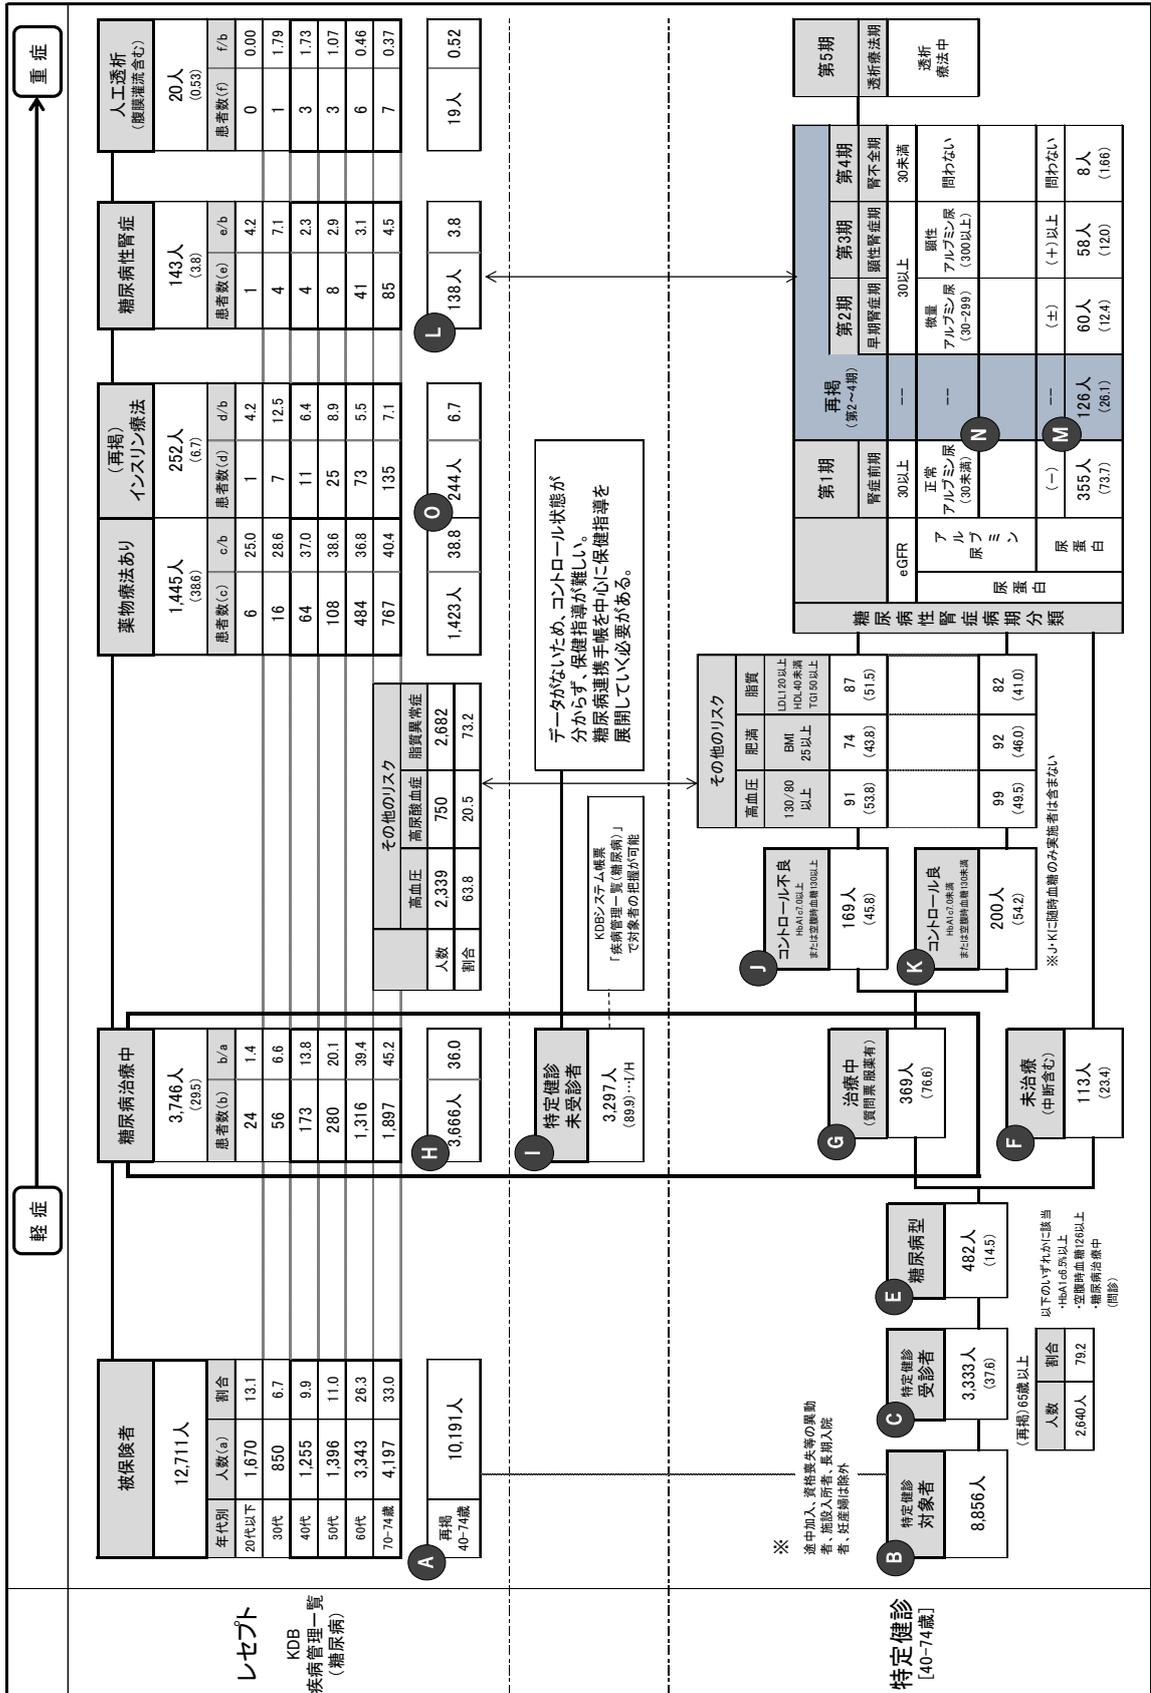 軽症
重症
レセプト
KDB
疾病管理一覧
(糖尿病)
被保険者
12,711人
年代別 人数(a) 割合
20代以下 1,670 13.1
30代 850 6.7
40代 1,255 9.9
50代 1,396 11.0
60代 3,343 26.3
70-74歳 4,197 33.0
A
再掲
40-74歳
10,191人
糖尿病治療中
3,746人
(29.5)
患者数(b) b/a
24 1.4
56 6.6
173 13.8
280 20.1
1,316 39.4
1,897 45.2
H
3,666人 36.0
その他のリスク
高血圧 高尿酸血症 脂質異常症
人数 2,339 750 2,682
割合 63.8 20.5 73.2
薬物療法あり
1,445人
(38.6)
患者数(c) c/b
6 25.0
16 28.6
64 37.0
108 38.6
484 36.8
767 40.4
1,423人 38.8
(再掲)
インスリン療法
252人
(6.7)
患者数(d) d/b
1 4.2
7 12.5
11 6.4
25 8.9
73 5.5
135 7.1
O
244人 6.7
糖尿病性腎症
143人
(3.8)
患者数(e) e/b
1 4.2
4 7.1
4 2.3
8 2.9
41 3.1
85 4.5
L
138人 3.8
人工透析
(腹膜灌流含む)
20人
(0.53)
患者数(f) f/b
0 0.00
1 1.79
3 1.73
3 1.07
6 0.46
7 0.37
19人 0.52
I
特定健診
未受診者
3,297人
(89.9)…I/H
KDBシステム帳票
「疾病管理一覧(糖尿病)」
で対象者の把握が可能
データがないため、コントロール状態が
分からず、保健指導が難しい。
糖尿病連携手帳を中心に保健指導を
展開していく必要がある。
特定健診
[40-74歳]
※
途中加入、資格喪失等の異動
者、施設入所者、長期入院
者、妊産婦は除外
B
特定健診
対象者
8,856人
C
特定健診
受診者
3,333人
(37.6)
(再掲)65歳以上
人数 割合
2,640人 79.2
E
糖尿病型
482人
(14.5)
以下のいずれかに該当
・HbA1c6.5%以上
・空腹時血糖126以上
・糖尿病治療中
(問診)
G
治療中
(質問票 服薬有)
369人
(76.6)
F
未治療
(中断含む)
113人
(23.4)
J
コントロール不良
HbA1c7.0以上
または空腹時血糖130以上
169人
(45.8)
K
コントロール良
HbA1c7.0未満
または空腹時血糖130未満
200人
(54.2)
※J・Kに随時血糖のみ実施者は含まない
その他のリスク
高血圧 肥満 脂質
130/80
以上
BMI
25以上
LDL120以上
HDL40未満
TG150以上
91 74 87
(53.8) (43.8) (51.5)
99 92 82
(49.5) (46.0) (41.0)
糖尿病性腎症病期分類
第1期 再掲 第2期 第3期 第4期 第5期
(第2～4期)
腎症前期 早期腎症期 顕性腎症期 腎不全期 透析療法期
eGFR 30以上 -- 30以上 30未満
透析
療法中
尿蛋白
尿アルブミン
正常
アルブミン尿
(30未満)
--
微量
アルブミン尿
(30-299)
顕性
アルブミン尿
(300以上)
問わない
N
尿蛋白
(－) M -- (±) (＋)以上 問わない
355人 126人 60人 58人 8人
(73.7) (26.1) (12.4) (12.0) (1.66)